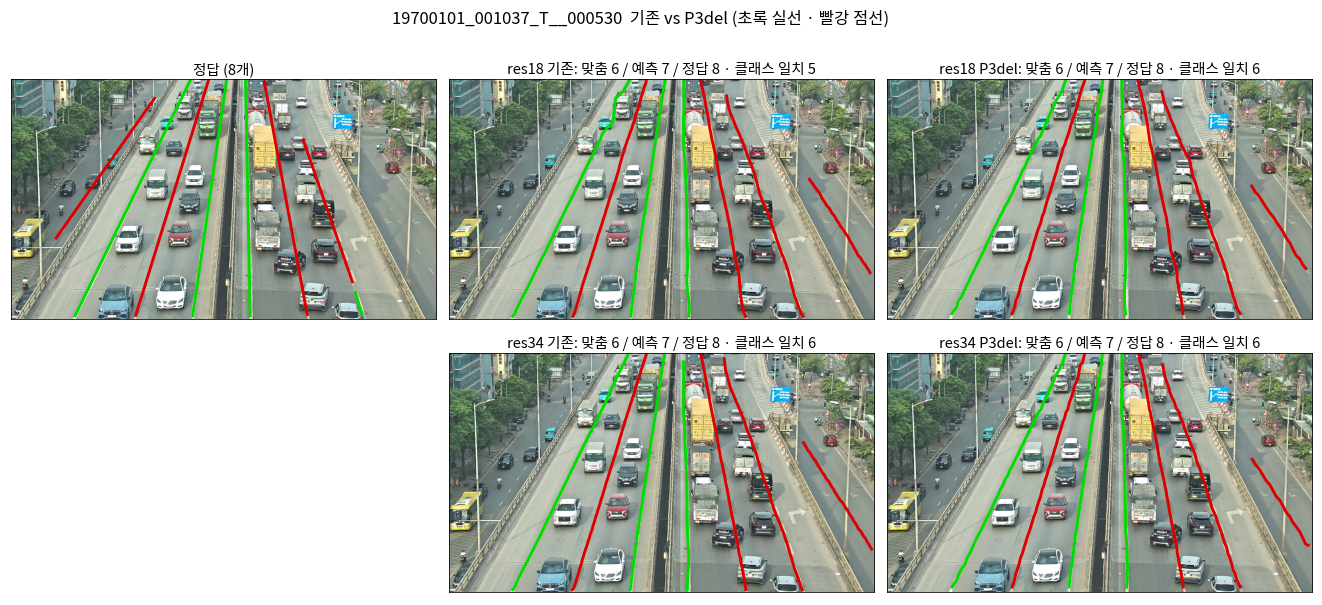 19700101_001037_T__000530 기존 vs P3del (초록 실선 · 빨강 점선)
정답 (8개)
res18 기존: 맞춤 6 / 예측 7 / 정답 8 · 클래스 일치 5
res18 P3del: 맞춤 6 / 예측 7 / 정답 8 · 클래스 일치 6
res34 기존: 맞춤 6 / 예측 7 / 정답 8 · 클래스 일치 6
res34 P3del: 맞춤 6 / 예측 7 / 정답 8 · 클래스 일치 6